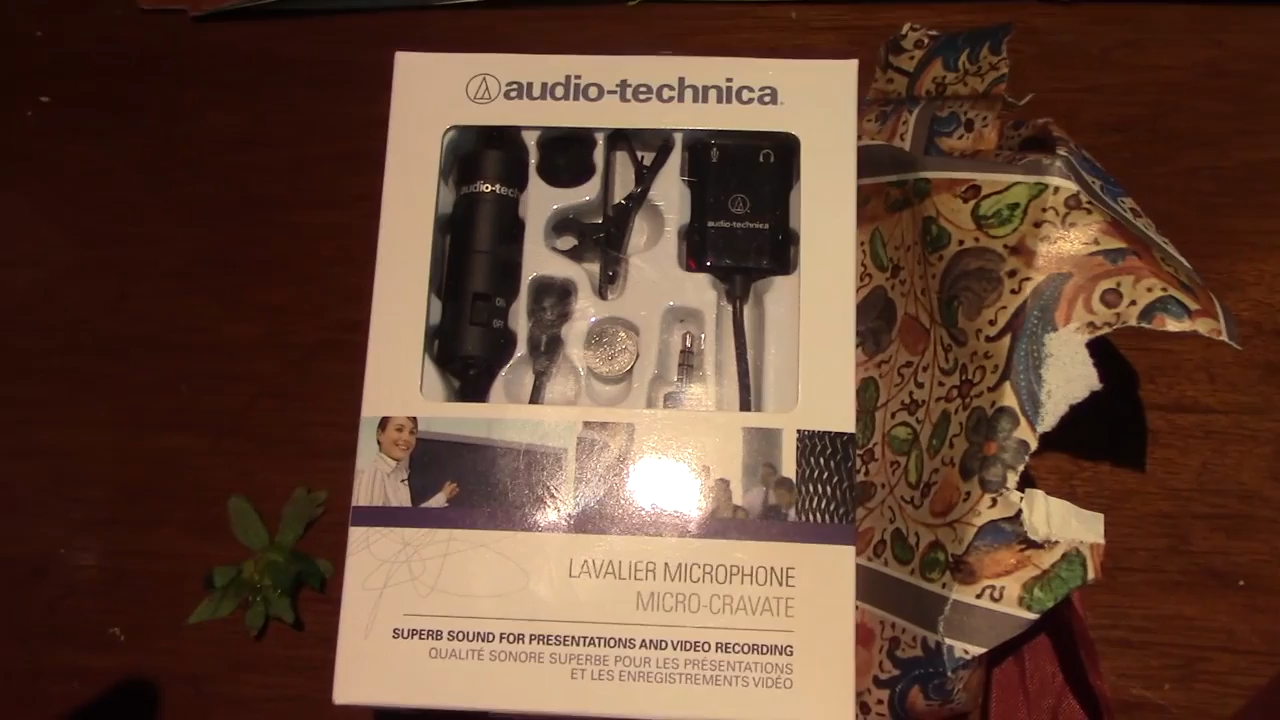 audio-technica
audio-tech
audio-technica
ON
OFF
LAVALIER MICROPHONE
MICRO-CRAVATE
SUPERB SOUND FOR PRESENTATIONS AND VIDEO RECORDING
QUALITÉ SONORE SUPERBE POUR LES PRÉSENTATIONS
ET LES ENREGISTREMENTS VIDÉO